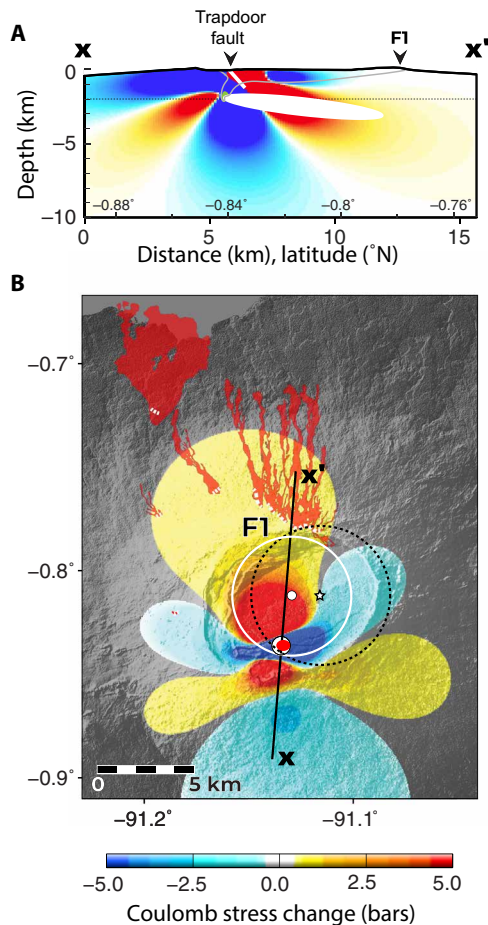 A
Trapdoor
fault
F1
x
x'
Depth (km)
0
−5
−10
−0.88˚
−0.84˚
−0.8˚
−0.76˚
0
5
10
15
Distance (km), latitude (˚N)
B
−0.7˚
−0.8˚
−0.9˚
x'
F1
x
0
5 km
−91.2˚
−91.1˚
−5.0
−2.5
0.0
2.5
5.0
Coulomb stress change (bars)